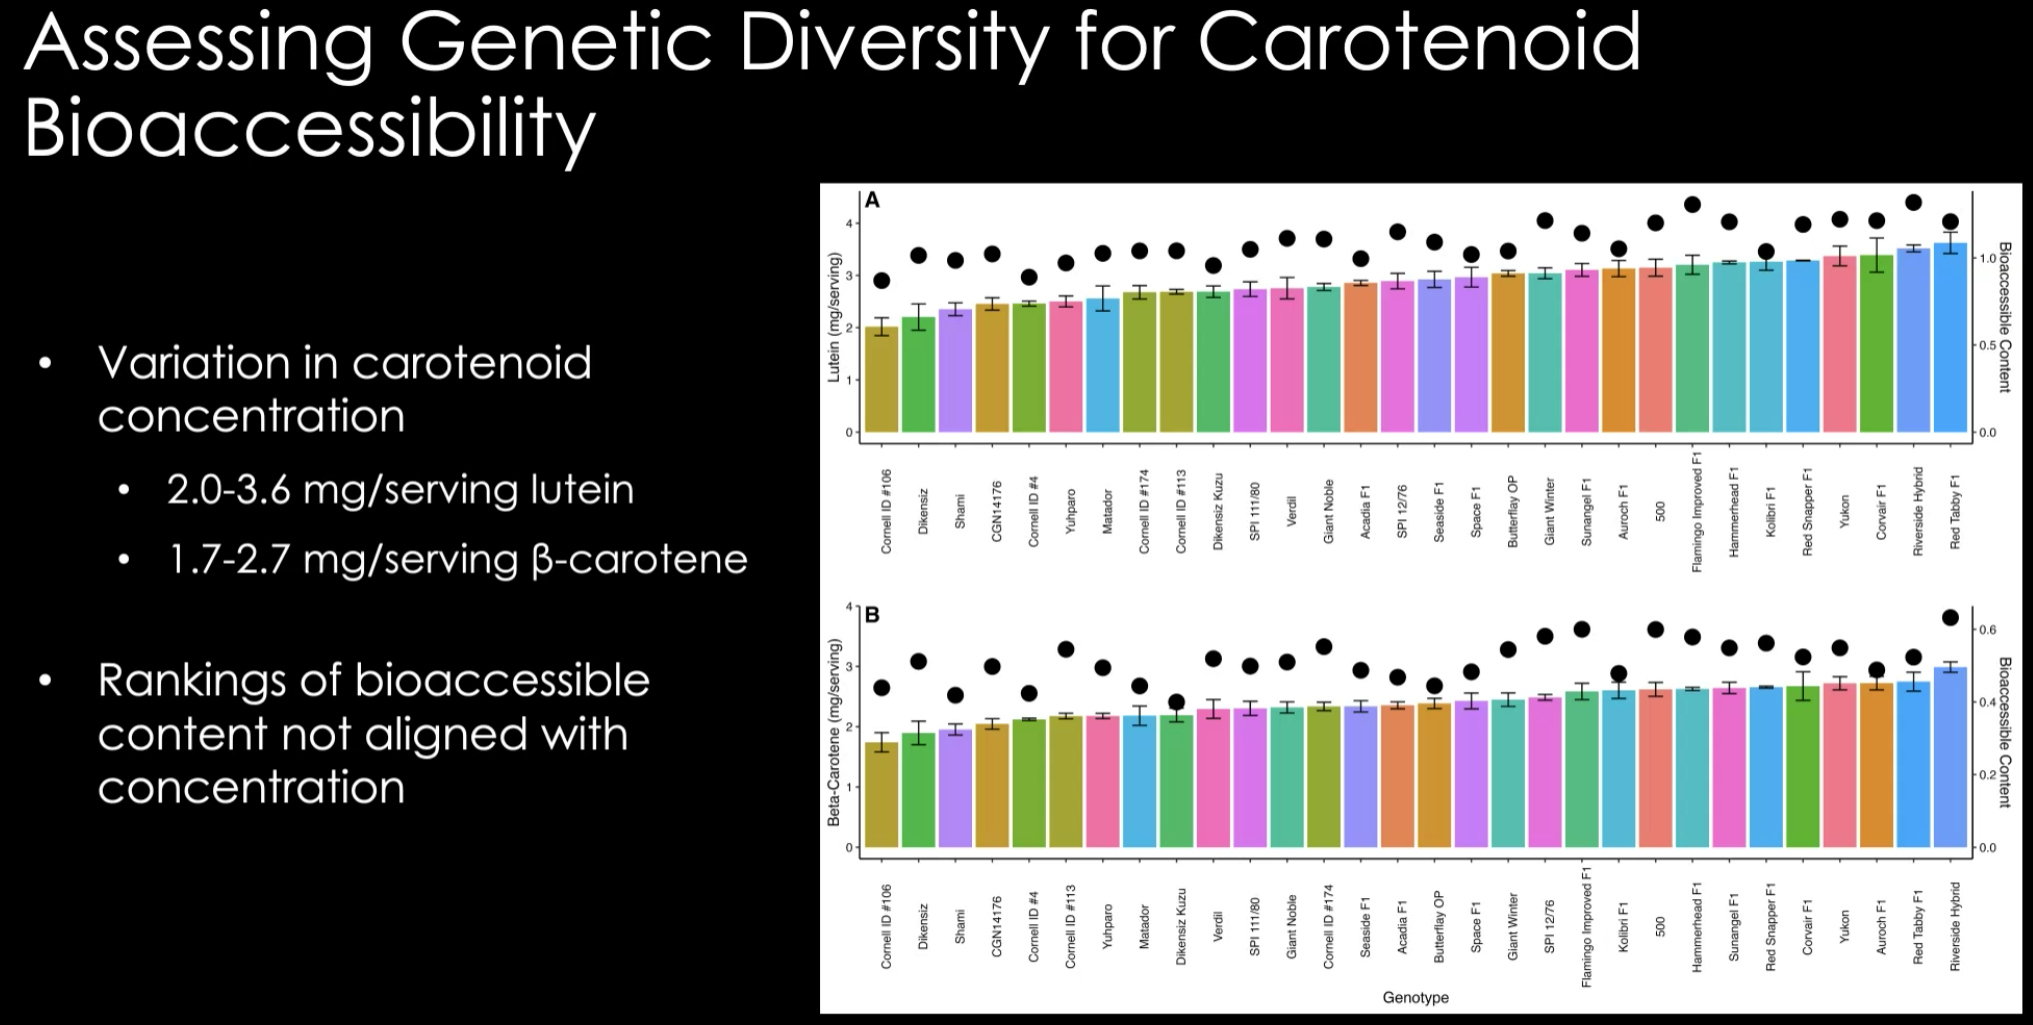 Assessing Genetic Diversity for Carotenoid
Bioaccessibility
• Variation in carotenoid
concentration
• 2.0-3.6 mg/serving lutein
• 1.7-2.7 mg/serving β-carotene
• Rankings of bioaccessible
content not aligned with
concentration
A
Lutein (mg/serving)
4
3
2
1
0
Bioaccessible Content
1.0
0.5
0.0
Cornell ID #106
Dikensiz
Shami
CGN14176
Cornell ID #4
Yuhparo
Matador
Cornell ID #174
Cornell ID #113
Dikensiz Kuzu
SPI 111/80
Verdil
Giant Noble
Acadia F1
SPI 12/76
Seaside F1
Space F1
Butterflay OP
Giant Winter
Sunangel F1
Auroch F1
500
Flamingo Improved F1
Hammerhead F1
Kolibri F1
Red Snapper F1
Yukon
Corvair F1
Riverside Hybrid
Red Tabby F1
B
Beta-Carotene (mg/serving)
4
3
2
1
0
Bioaccessible Content
0.6
0.4
0.2
0.0
Cornell ID #106
Dikensiz
Shami
CGN14176
Cornell ID #4
Cornell ID #113
Yuhparo
Matador
Dikensiz Kuzu
Verdil
SPI 111/80
Giant Noble
Cornell ID #174
Seaside F1
Acadia F1
Butterflay OP
Space F1
Giant Winter
SPI 12/76
Flamingo Improved F1
Kolibri F1
500
Hammerhead F1
Sunangel F1
Red Snapper F1
Corvair F1
Yukon
Auroch F1
Red Tabby F1
Riverside Hybrid
Genotype